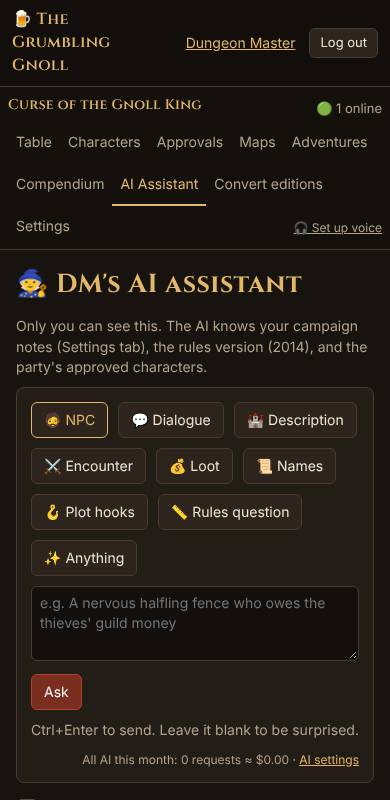 🍺 The
Grumbling
Gnoll
Dungeon Master
Log out
Curse of the Gnoll King
🟢 1 online
Table
Characters
Approvals
Maps
Adventures
Compendium
AI Assistant
Convert editions
Settings
🎧 Set up voice
🧙 DM's AI assistant
Only you can see this. The AI knows your campaign
notes (Settings tab), the rules version (2014), and the
party's approved characters.
🧔 NPC
💬 Dialogue
🏰 Description
⚔️ Encounter
💰 Loot
📜 Names
🪝 Plot hooks
📏 Rules question
✨ Anything
e.g. A nervous halfling fence who owes the
thieves' guild money
Ask
Ctrl+Enter to send. Leave it blank to be surprised.
All AI this month: 0 requests ≈ $0.00 · AI settings